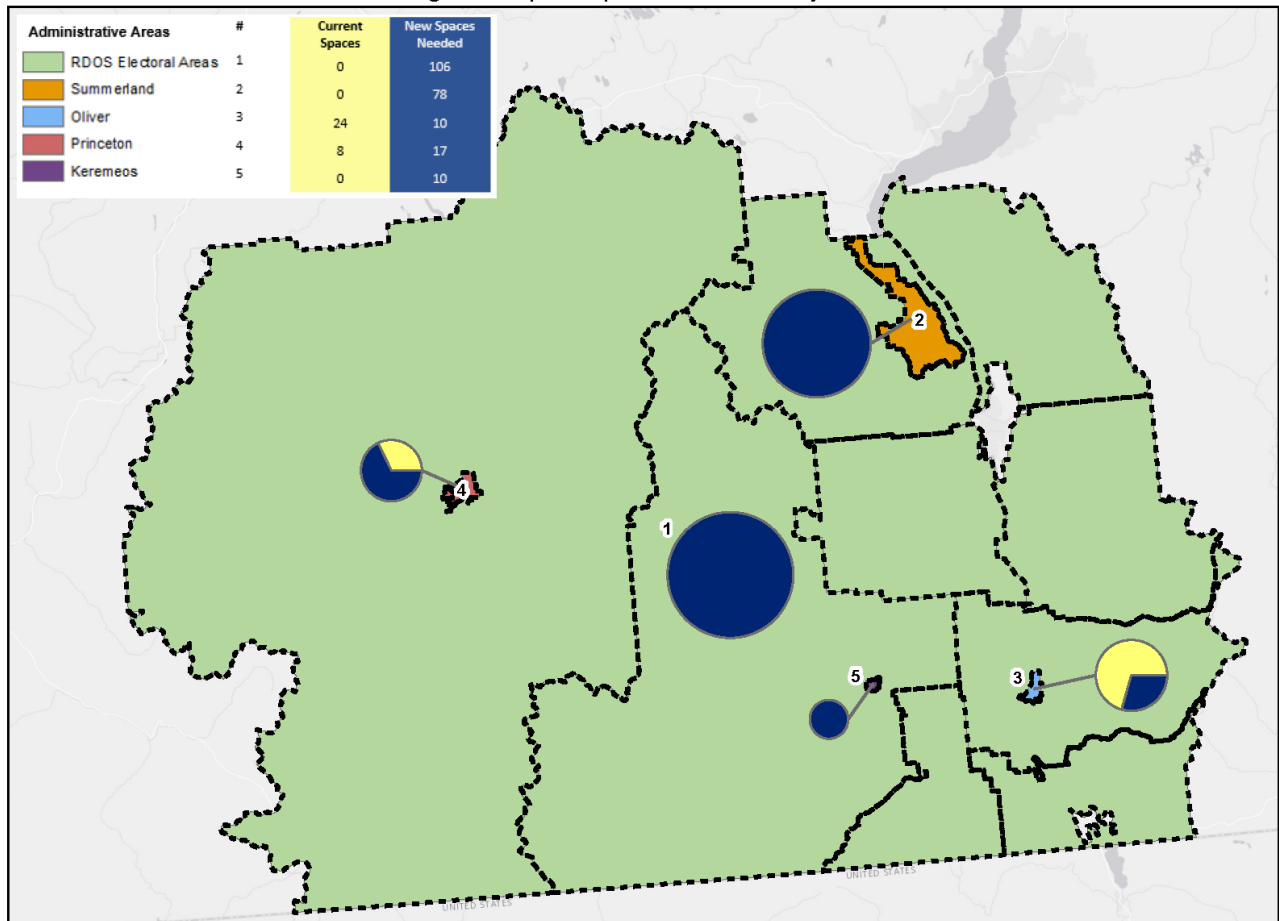 Administrative Areas # Current Spaces New Spaces Needed
RDOS Electoral Areas 1 0 106
Summerland 2 0 78
Oliver 3 24 10
Princeton 4 8 17
Keremeos 5 0 10
2
4
1
5
3
UNITED STATES
UNITED STATES